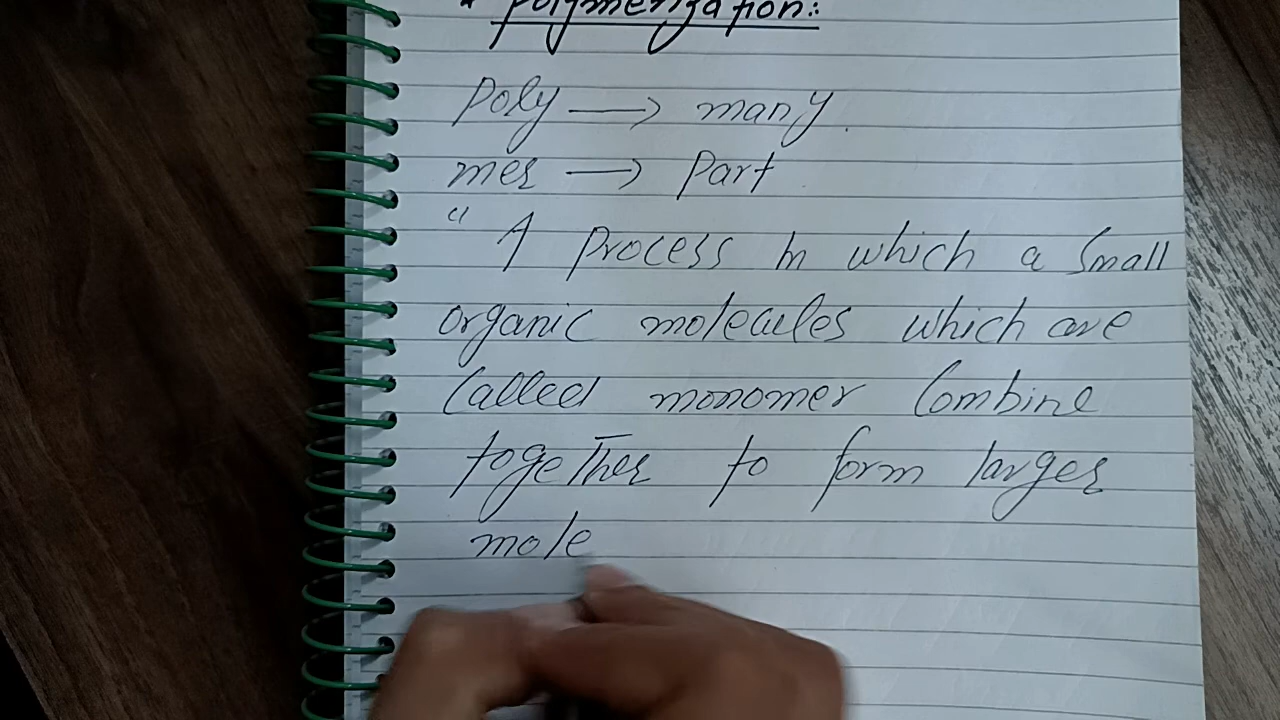 * Polymerization:
Poly → many.
mer → Part
" A Process In which a Small
organic molecules which are
Called monomer Combine
together to form larger
mole